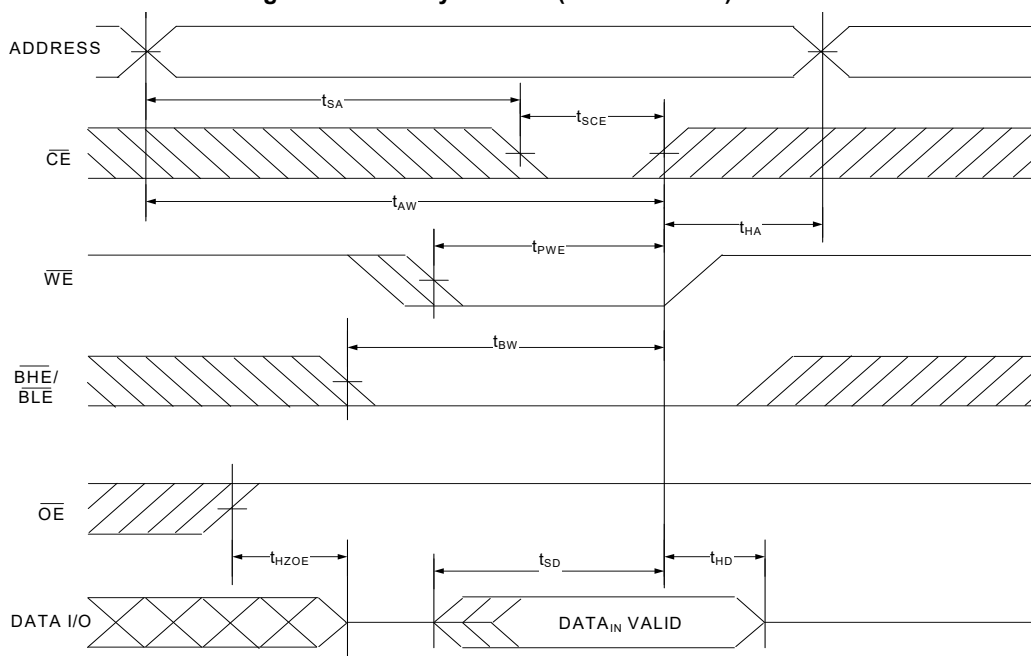 ADDRESS
tSA
tSCE
CE
tAW
tHA
tPWE
WE
tBW
BHE/
BLE
OE
tHZOE
tSD
tHD
DATA I/O
DATAIN VALID